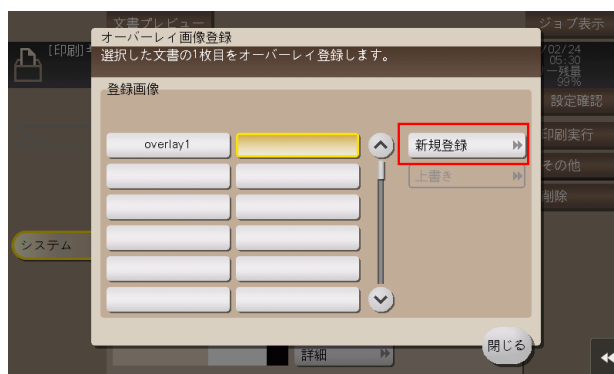 文書プレビュー
ジョブ表示
オーバーレイ画像登録
[印刷]
選択した文書の1枚目をオーバーレイ登録します。
/02/24
05:30
ー残量
99%
登録画像
設定確認
overlay1
新規登録
印刷実行
上書き
その他
削除
システム
閉じる
詳細